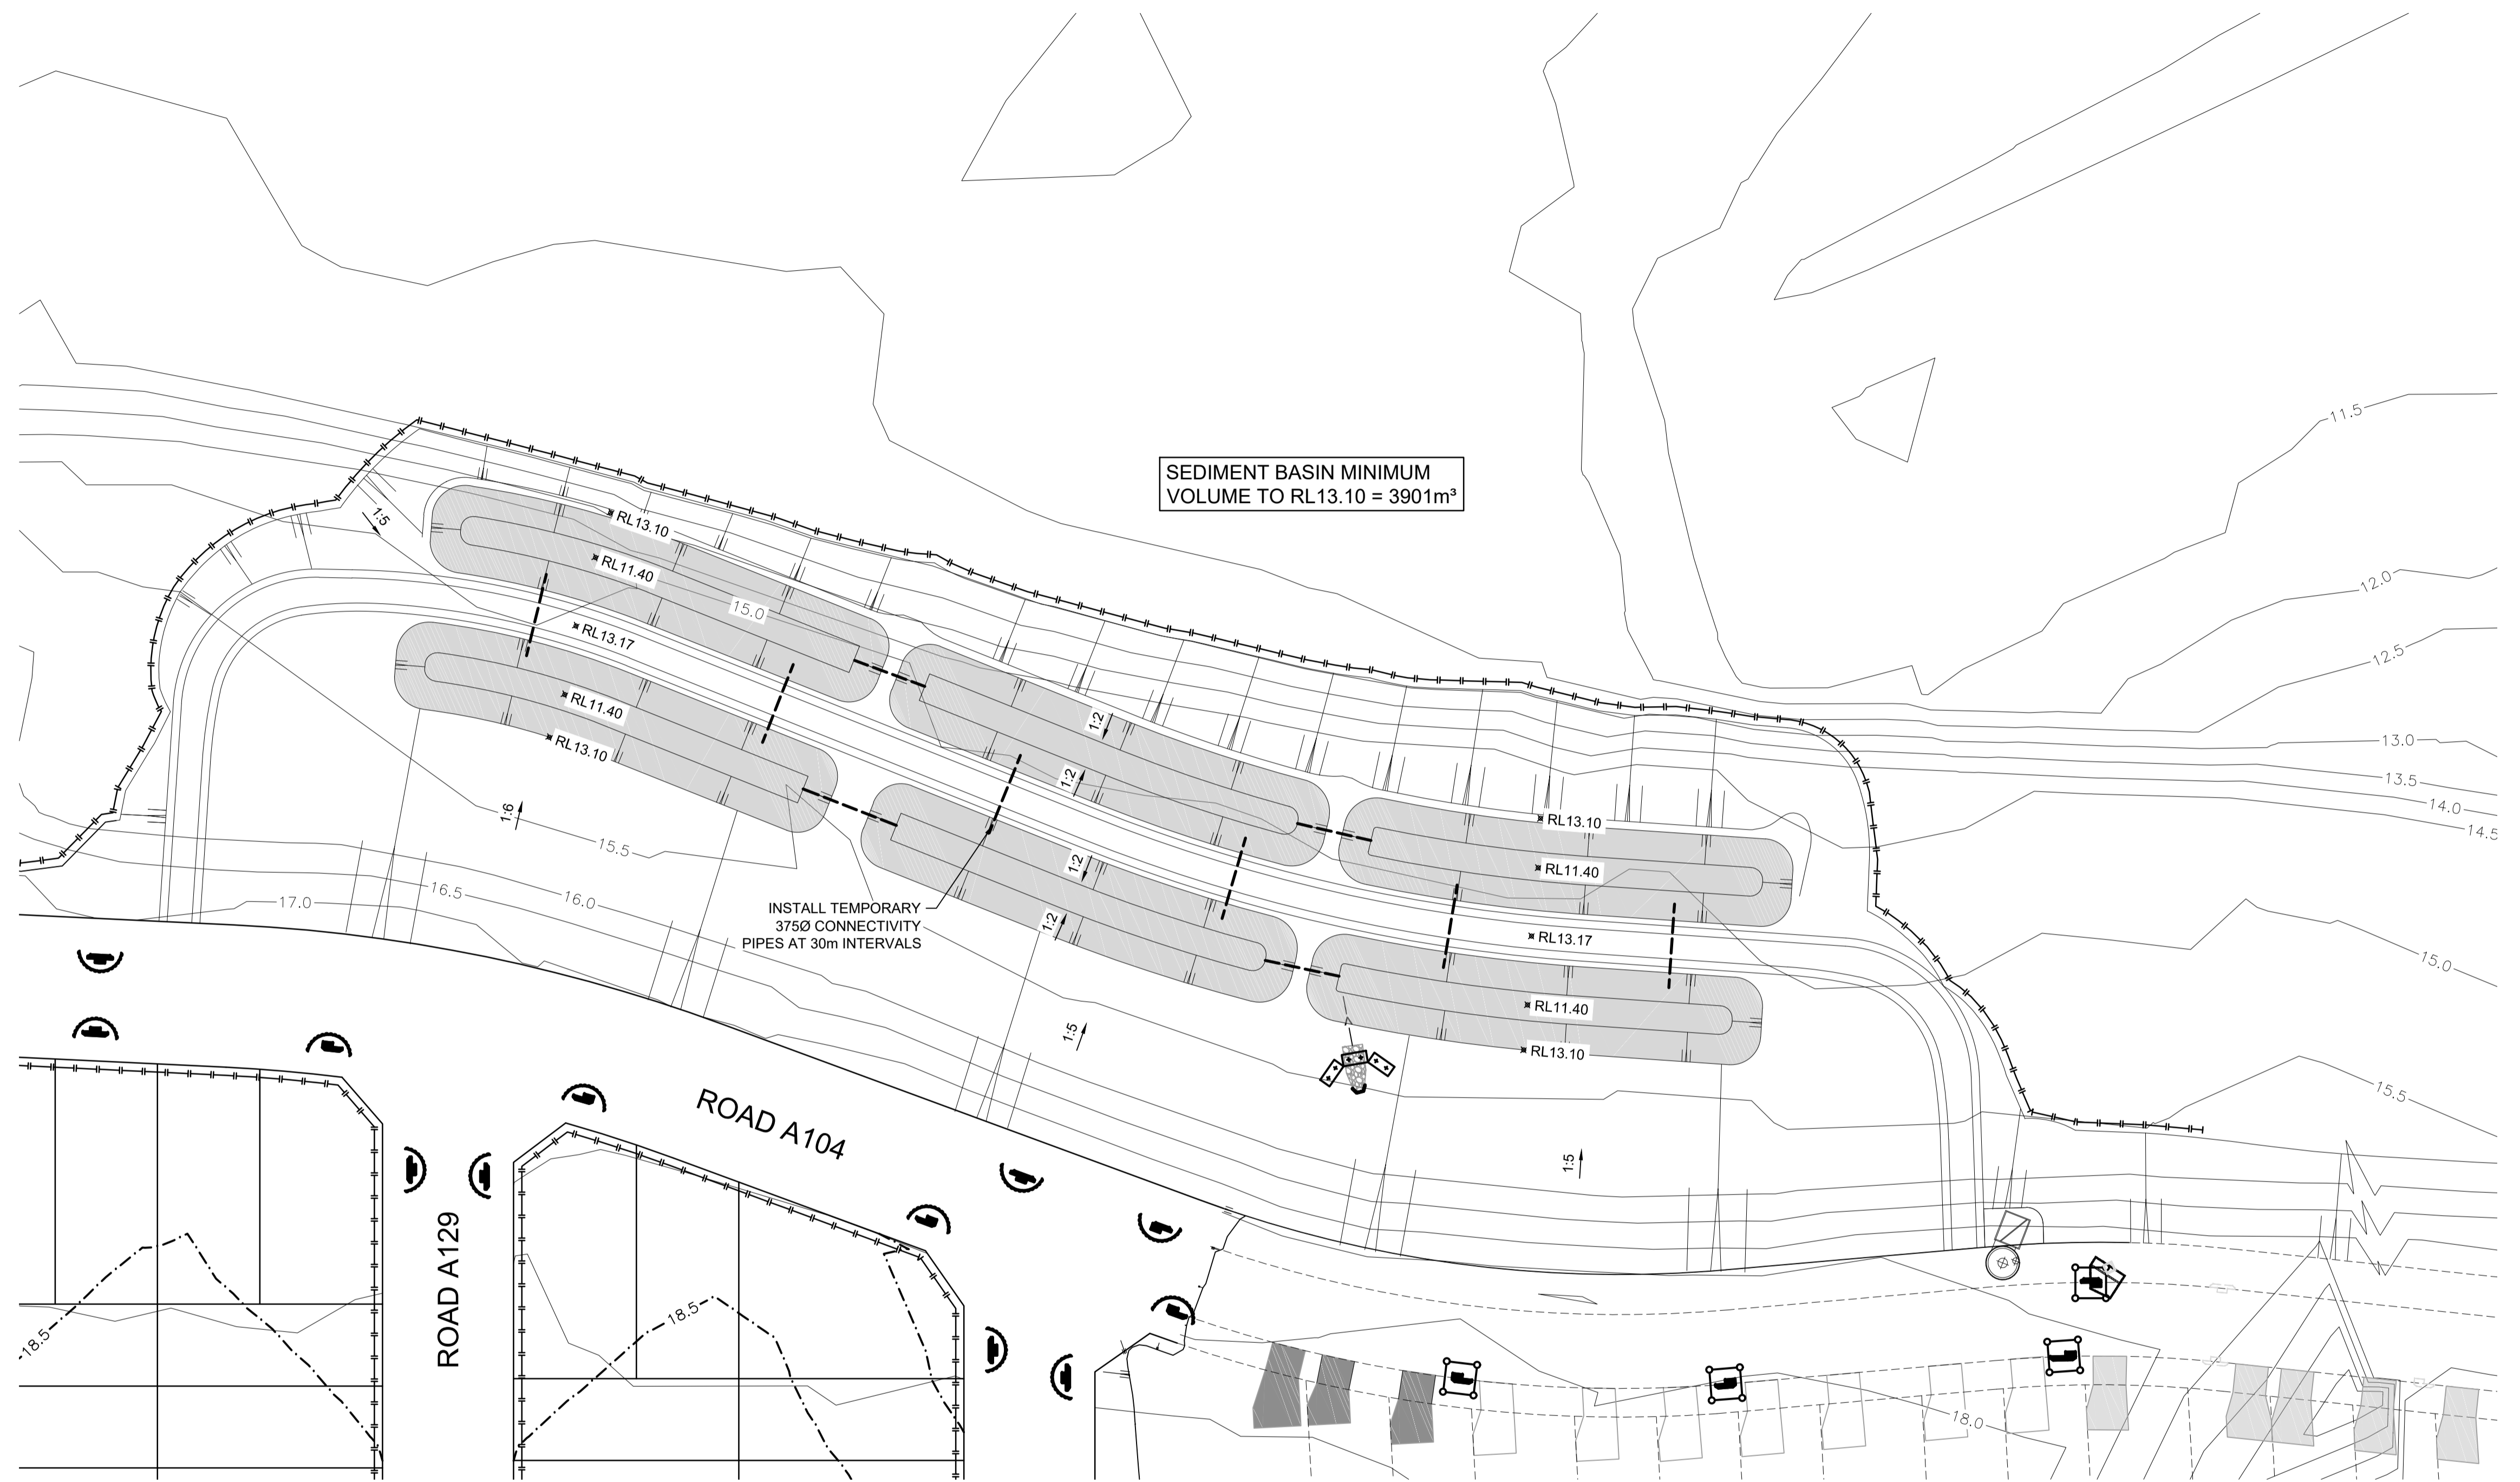 11.5
SEDIMENT BASIN MINIMUM
VOLUME TO RL13.10 = 3901m³
1:5
RL13.10
RL11.40
15.0
12.0
RL13.17
12.5
RL11.40
RL13.10
1:2
13.0
1:2
13.5
14.0
14.5
1:6
15.5
RL13.10
1:2
RL11.40
16.5
16.0
17.0
INSTALL TEMPORARY
375Ø CONNECTIVITY
PIPES AT 30m INTERVALS
1:2
RL13.17
15.0
RL11.40
1:5
RL13.10
15.5
ROAD A104
1:5
ROAD A129
18.5
18.5
18.0